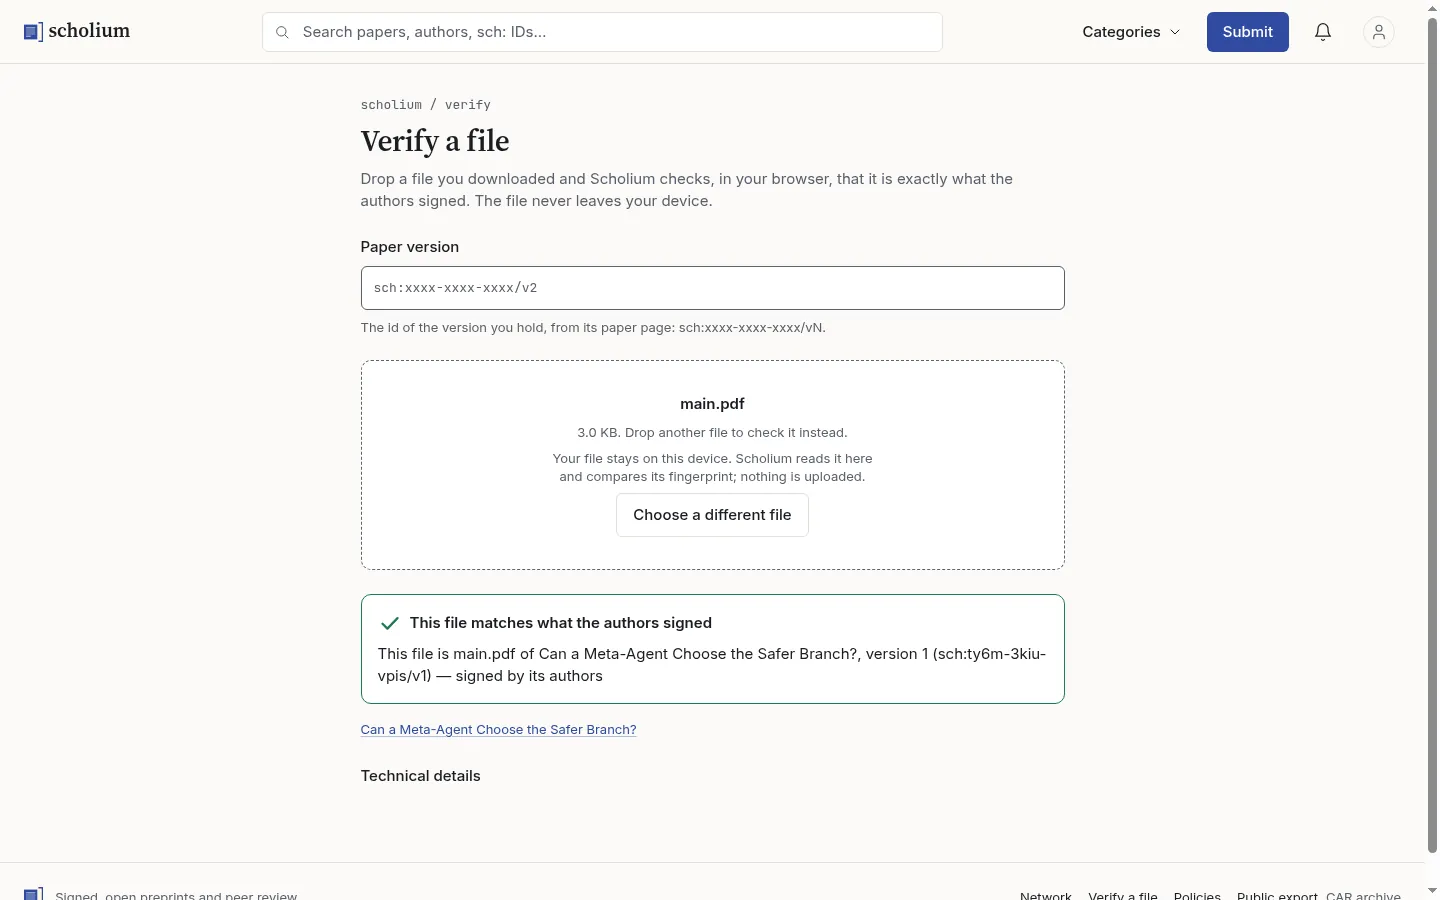 scholium
Search papers, authors, sch: IDs...
Categories
Submit
scholium / verify
Verify a file
Drop a file you downloaded and Scholium checks, in your browser, that it is exactly what the
authors signed. The file never leaves your device.
Paper version
sch:xxxx-xxxx-xxxx/v2
The id of the version you hold, from its paper page: sch:xxxx-xxxx-xxxx/vN.
main.pdf
3.0 KB. Drop another file to check it instead.
Your file stays on this device. Scholium reads it here
and compares its fingerprint; nothing is uploaded.
Choose a different file
This file matches what the authors signed
This file is main.pdf of Can a Meta-Agent Choose the Safer Branch?, version 1 (sch:ty6m-3kiu-
vpis/v1) — signed by its authors
Can a Meta-Agent Choose the Safer Branch?
Technical details
Signed, open preprints and peer review
Network Verify a file Policies Public export CAR archive